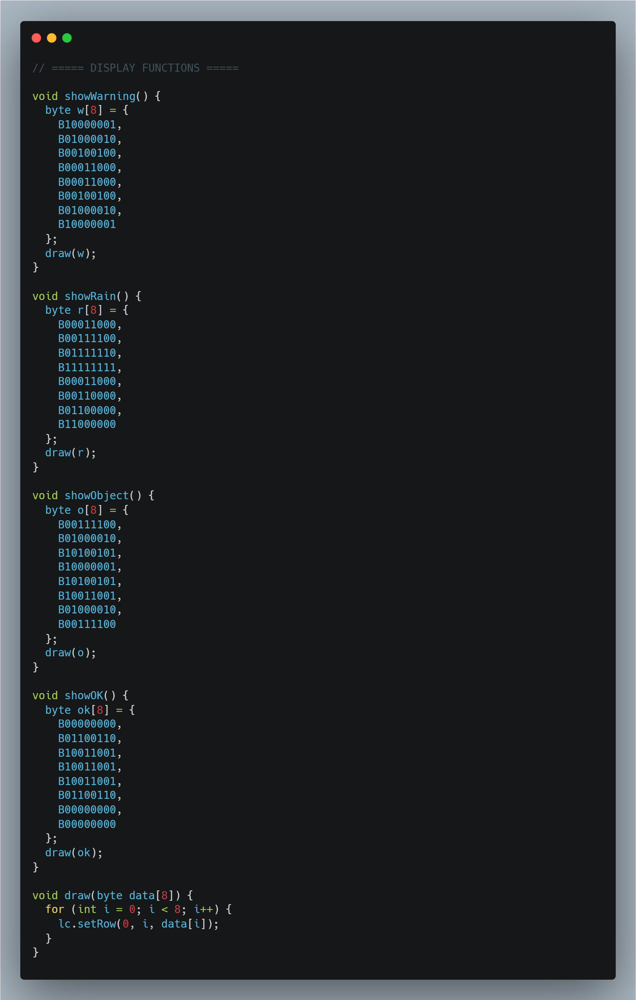 // ===== DISPLAY FUNCTIONS =====

void showWarning() {
  byte w[8] = {
    B10000001,
    B01000010,
    B00100100,
    B00011000,
    B00011000,
    B00100100,
    B01000010,
    B10000001
  };
  draw(w);
}

void showRain() {
  byte r[8] = {
    B00011000,
    B00111100,
    B01111110,
    B11111111,
    B00011000,
    B00110000,
    B01100000,
    B11000000
  };
  draw(r);
}

void showObject() {
  byte o[8] = {
    B00111100,
    B01000010,
    B10100101,
    B10000001,
    B10100101,
    B10011001,
    B01000010,
    B00111100
  };
  draw(o);
}

void showOK() {
  byte ok[8] = {
    B00000000,
    B01100110,
    B10011001,
    B10011001,
    B10011001,
    B01100110,
    B00000000,
    B00000000
  };
  draw(ok);
}

void draw(byte data[8]) {
  for (int i = 0; i < 8; i++) {
    lc.setRow(0, i, data[i]);
  }
}